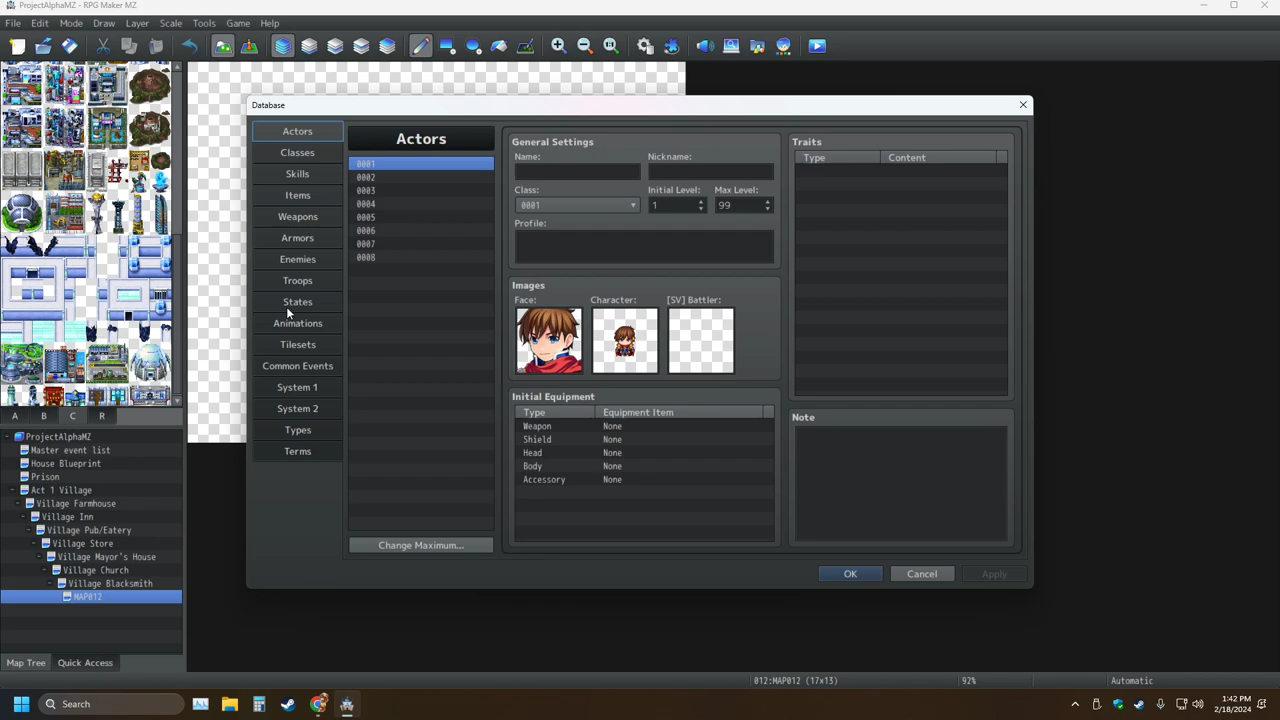 ProjectAlphaMZ - RPG Maker MZ
File Edit Mode Draw Layer Scale Tools Game Help
Database
Actors
Classes
Skills
Items
Weapons
Armors
Enemies
Troops
States
Animations
Tilesets
Common Events
System 1
System 2
Types
Terms
Actors
0001
0002
0003
0004
0005
0006
0007
0008
Change Maximum...
General Settings
Name: Nickname:
Class: Initial Level: Max Level:
0001 1 99
Profile:
Images
Face: Character: [SV] Battler:
Initial Equipment
Type Equipment Item
Weapon None
Shield None
Head None
Body None
Accessory None
Traits
Type Content
Note
OK Cancel Apply
A B C R
ProjectAlphaMZ
Master event list
House Blueprint
Prison
Act 1 Village
Village Farmhouse
Village Inn
Village Pub/Eatery
Village Store
Village Mayor's House
Village Church
Village Blacksmith
MAP012
Map Tree Quick Access
012:MAP012 (17×13) 92% Automatic
Search
1:42 PM
2/18/2024